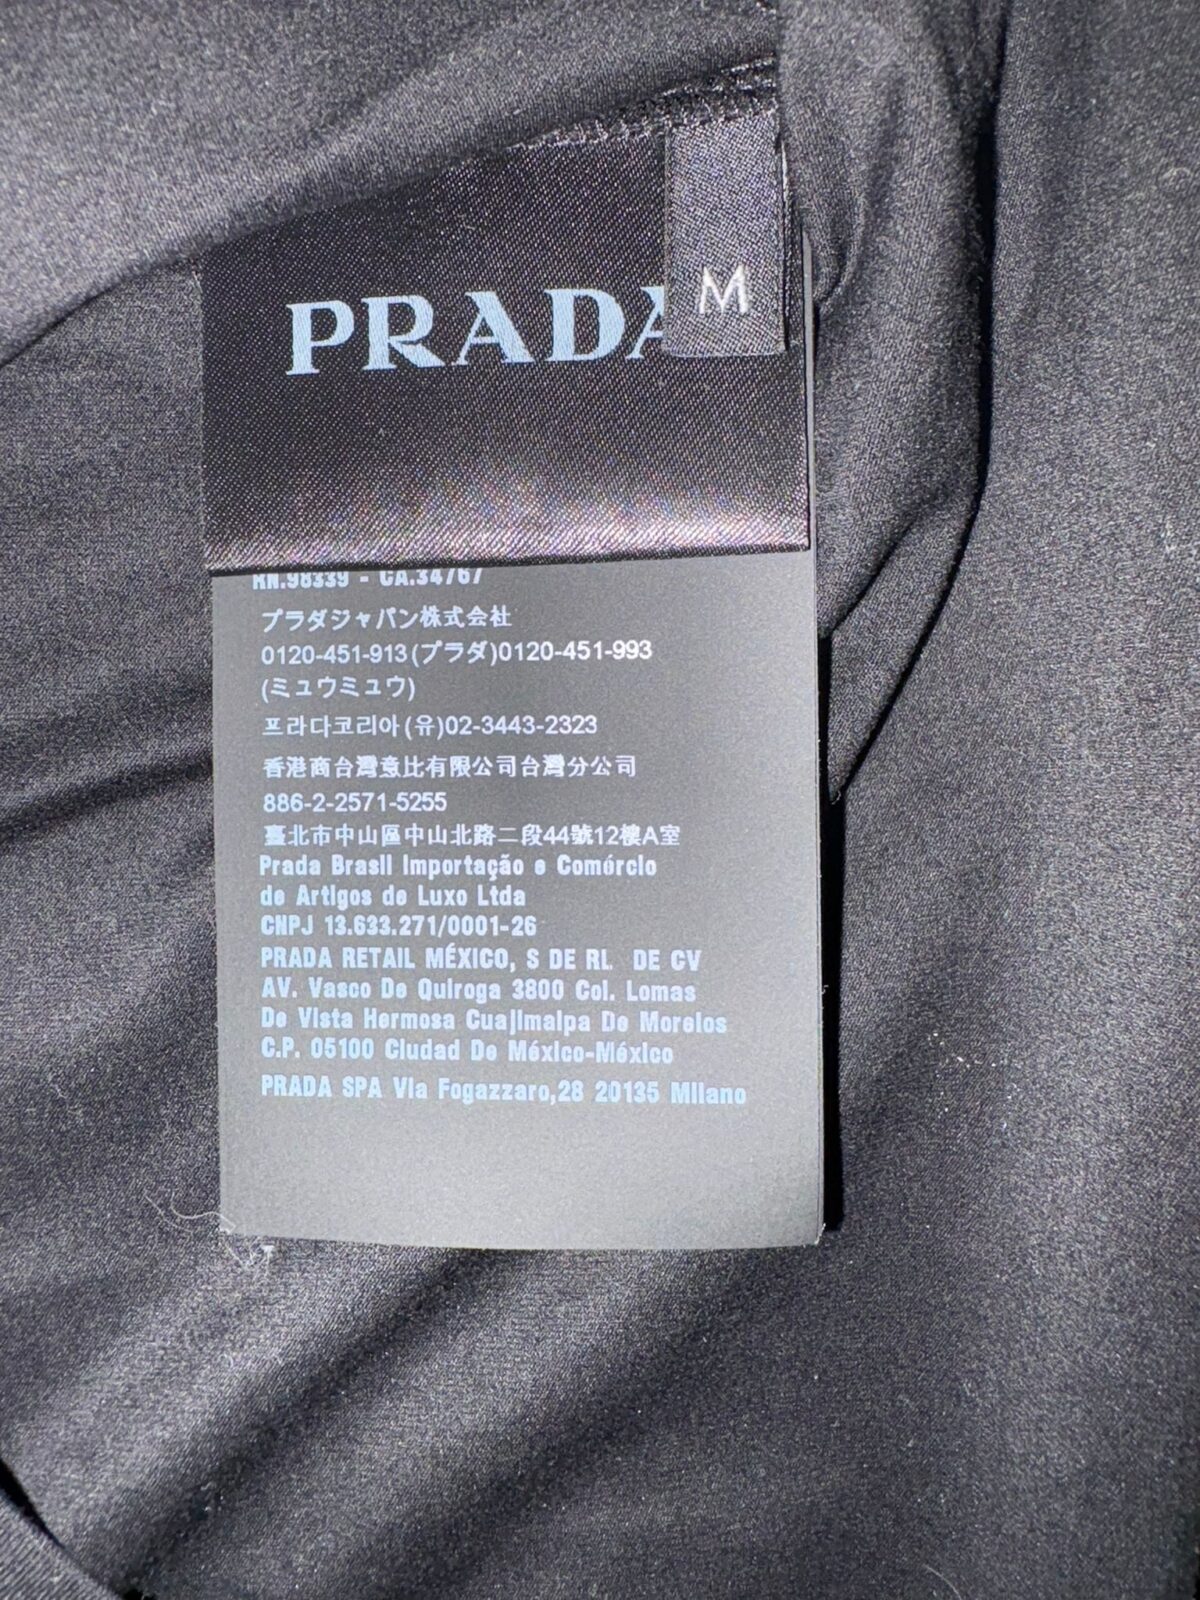 PRADA
M
RN.98339 - CA.34767
プラダジャパン株式会社
0120-451-913(プラダ)0120-451-993
(ミュウミュウ)
프라다코리아(유)02-3443-2323
香港商台灣意比有限公司台灣分公司
886-2-2571-5255
臺北市中山區中山北路二段44號12樓A室
Prada Brasil Importação e Comércio
de Artigos de Luxo Ltda
CNPJ 13.633.271/0001-26
PRADA RETAIL MÉXICO, S DE RL. DE CV
AV. Vasco De Quiroga 3800 Col. Lomas
De Vista Hermosa Cuajimalpa De Morelos
C.P. 05100 Ciudad De México-México
PRADA SPA Via Fogazzaro,28 20135 Milano